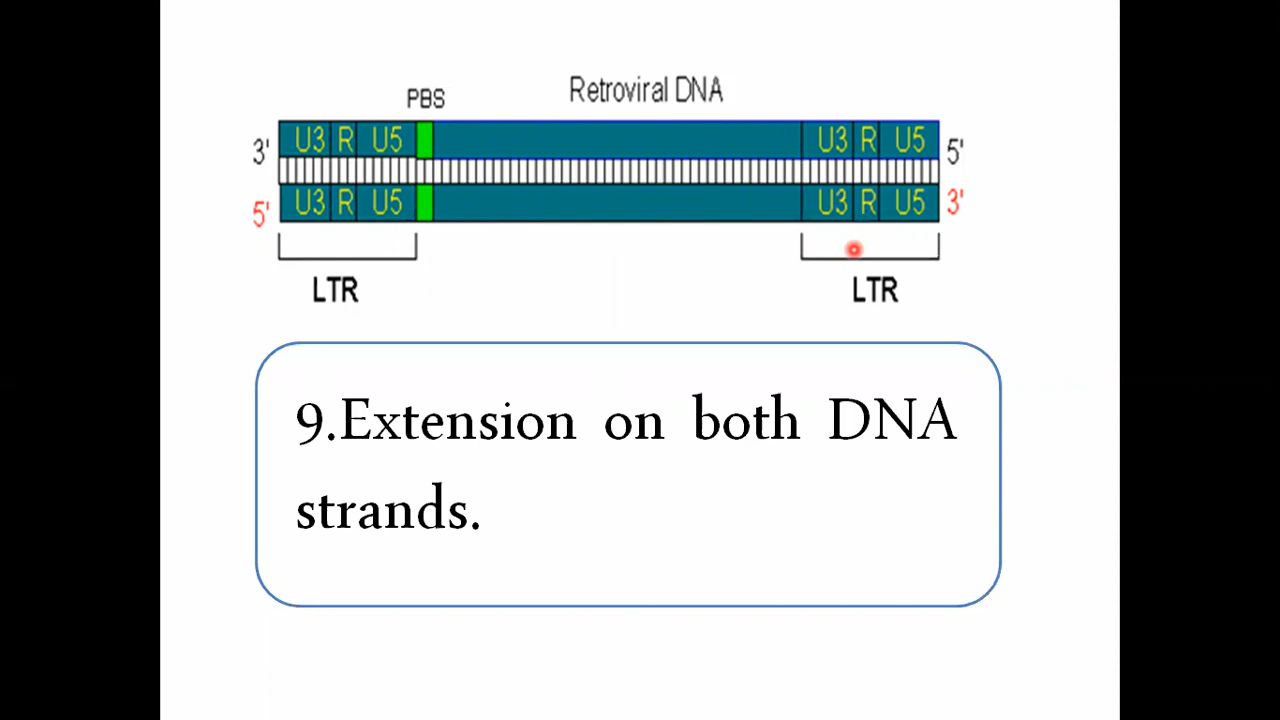 Retroviral DNA
PBS
3' U3 R U5 U3 R U5 5'
5' U3 R U5 U3 R U5 3'
LTR LTR
9.Extension on both DNA
strands.